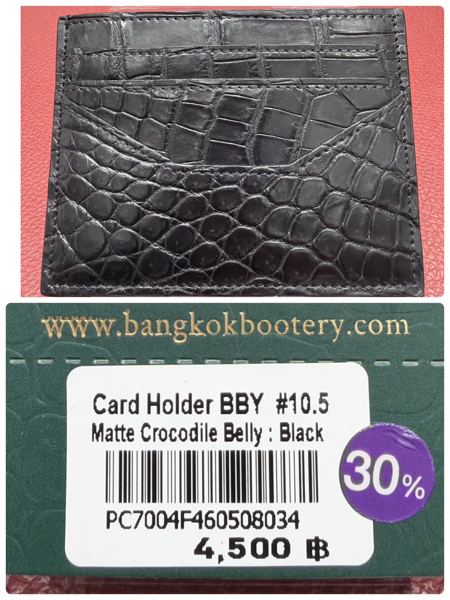 www.bangkokbootery.com
Card Holder BBY #10.5
Matte Crocodile Belly : Black
30%
PC7004F460508034
4,500 ฿